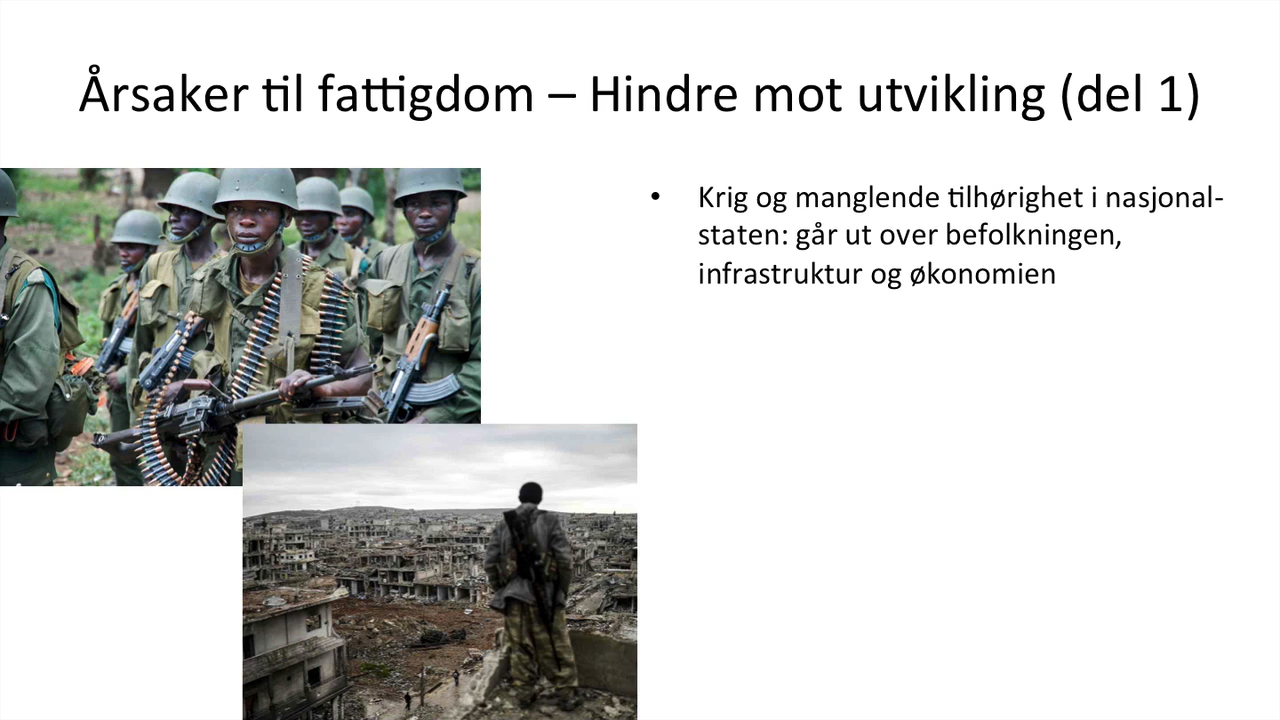 Årsaker til fattigdom – Hindre mot utvikling (del 1)
• Krig og manglende tilhørighet i nasjonal-
staten: går ut over befolkningen,
infrastruktur og økonomien